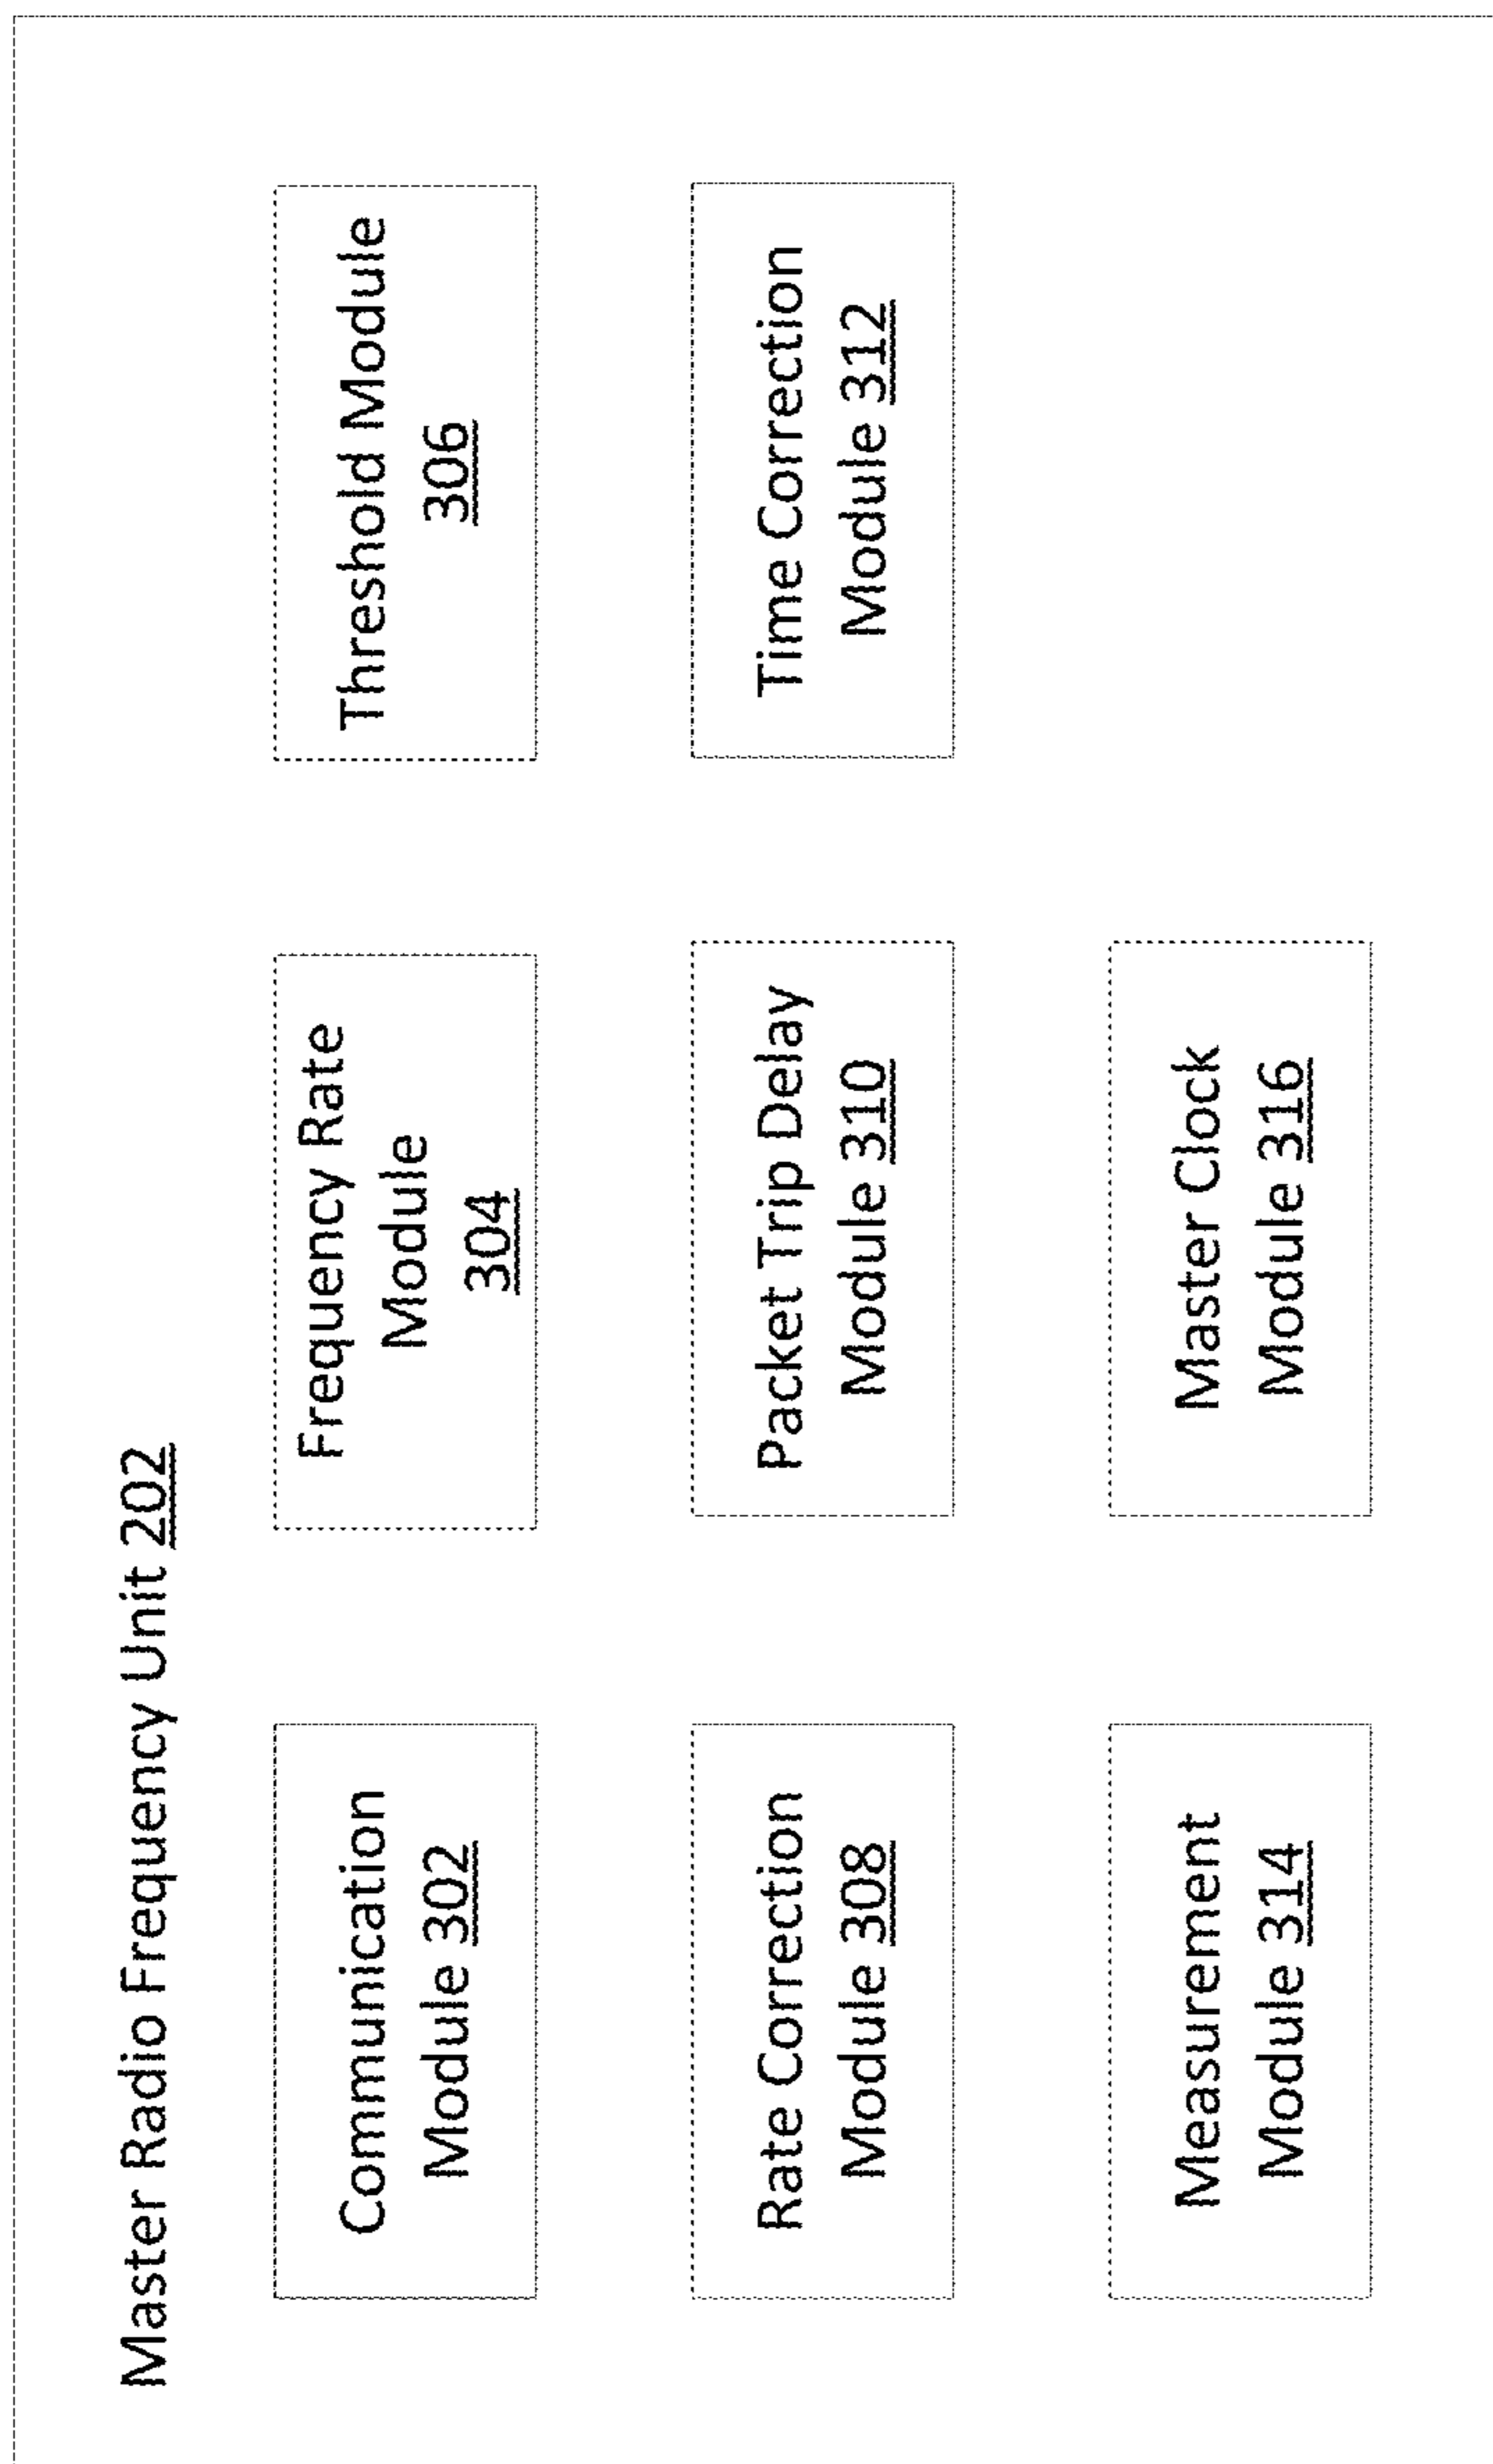 Master Radio Frequency Unit 202
Communication
Module 302
Frequency Rate
Module
304
Threshold Module
306
Rate Correction
Module 308
Packet Trip Delay
Module 310
Time Correction
Module 312
Measurement
Module 314
Master Clock
Module 316